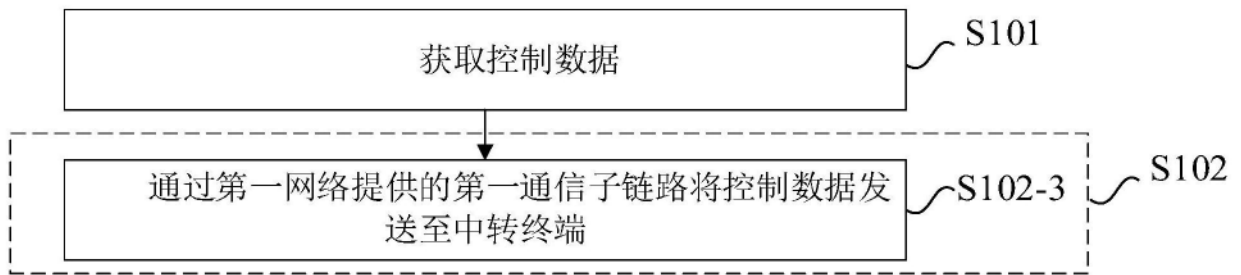 获取控制数据
S101
通过第一网络提供的第一通信子链路将控制数据发
送至中转终端
S102-3
S102